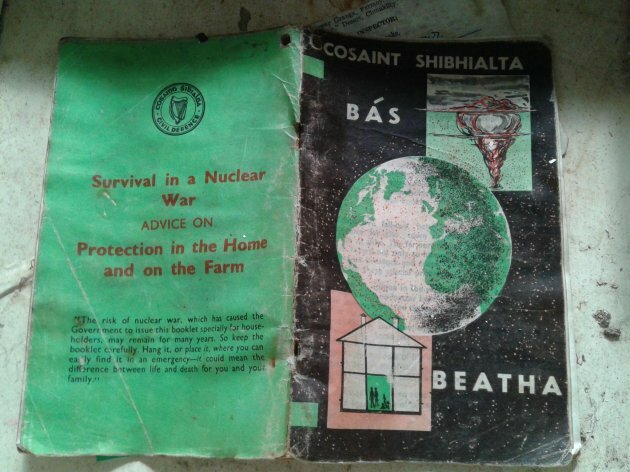 COSAINT SIBHIALTA
CIVIL DEFENCE
Survival in a Nuclear
War
ADVICE ON
Protection in the Home
and on the Farm
"The risk of nuclear war, which has caused the
Government to issue this booklet specially for house-
holders, may remain for many years. So keep the
booklet carefully. Hang it, or place it, where you can
easily find it in an emergency—it could mean the
difference between life and death for you and your
family."
COSAINT SHIBHIALTA
BÁS
BEATHA
INSPECTOR: